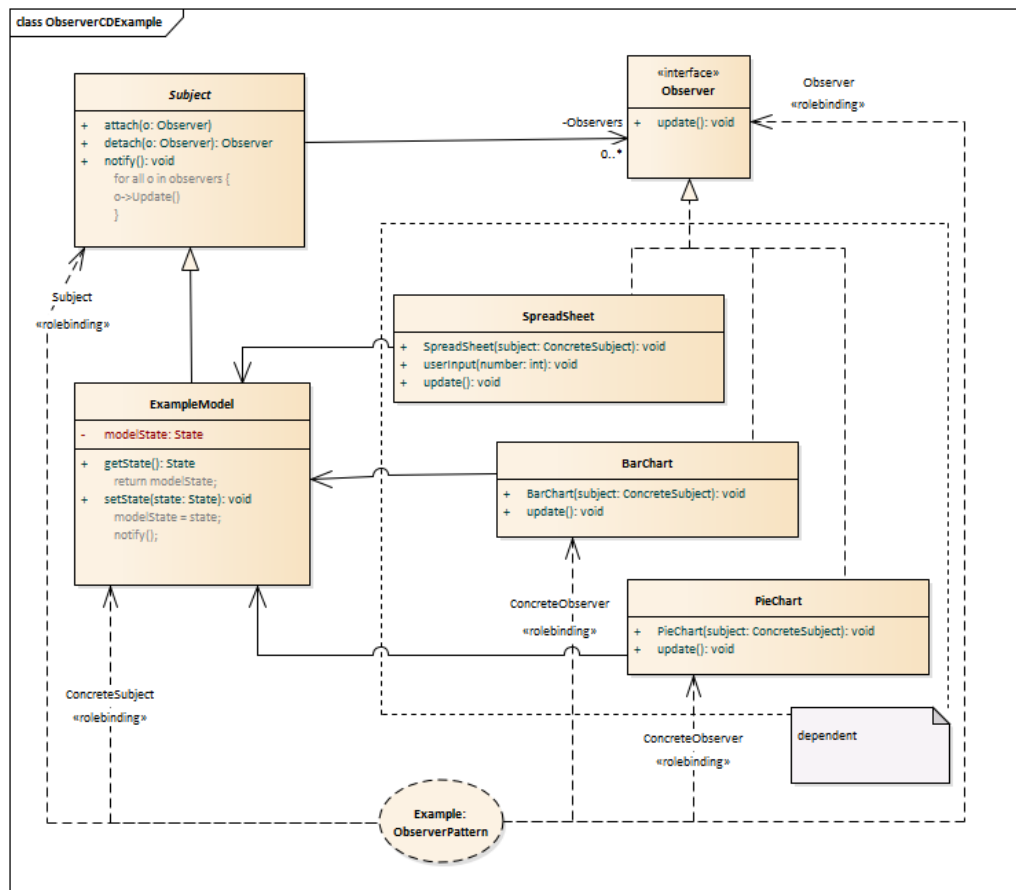 class ObserverCDExample
Subject
+ attach(o: Observer)
+ detach(o: Observer): Observer
+ notify(): void
for all o in observers {
o->Update()
}
«interface»
Observer
+ update(): void
Observer
«rolebinding»
-Observers
0..*
Subject
«rolebinding»
SpreadSheet
+ SpreadSheet(subject: ConcreteSubject): void
+ userInput(number: int): void
+ update(): void
ExampleModel
- modelState: State
+ getState(): State
return modelState;
+ setState(state: State): void
modelState = state;
notify();
BarChart
+ BarChart(subject: ConcreteSubject): void
+ update(): void
PieChart
+ PieChart(subject: ConcreteSubject): void
+ update(): void
ConcreteObserver
«rolebinding»
ConcreteSubject
«rolebinding»
ConcreteObserver
«rolebinding»
dependent
Example:
ObserverPattern